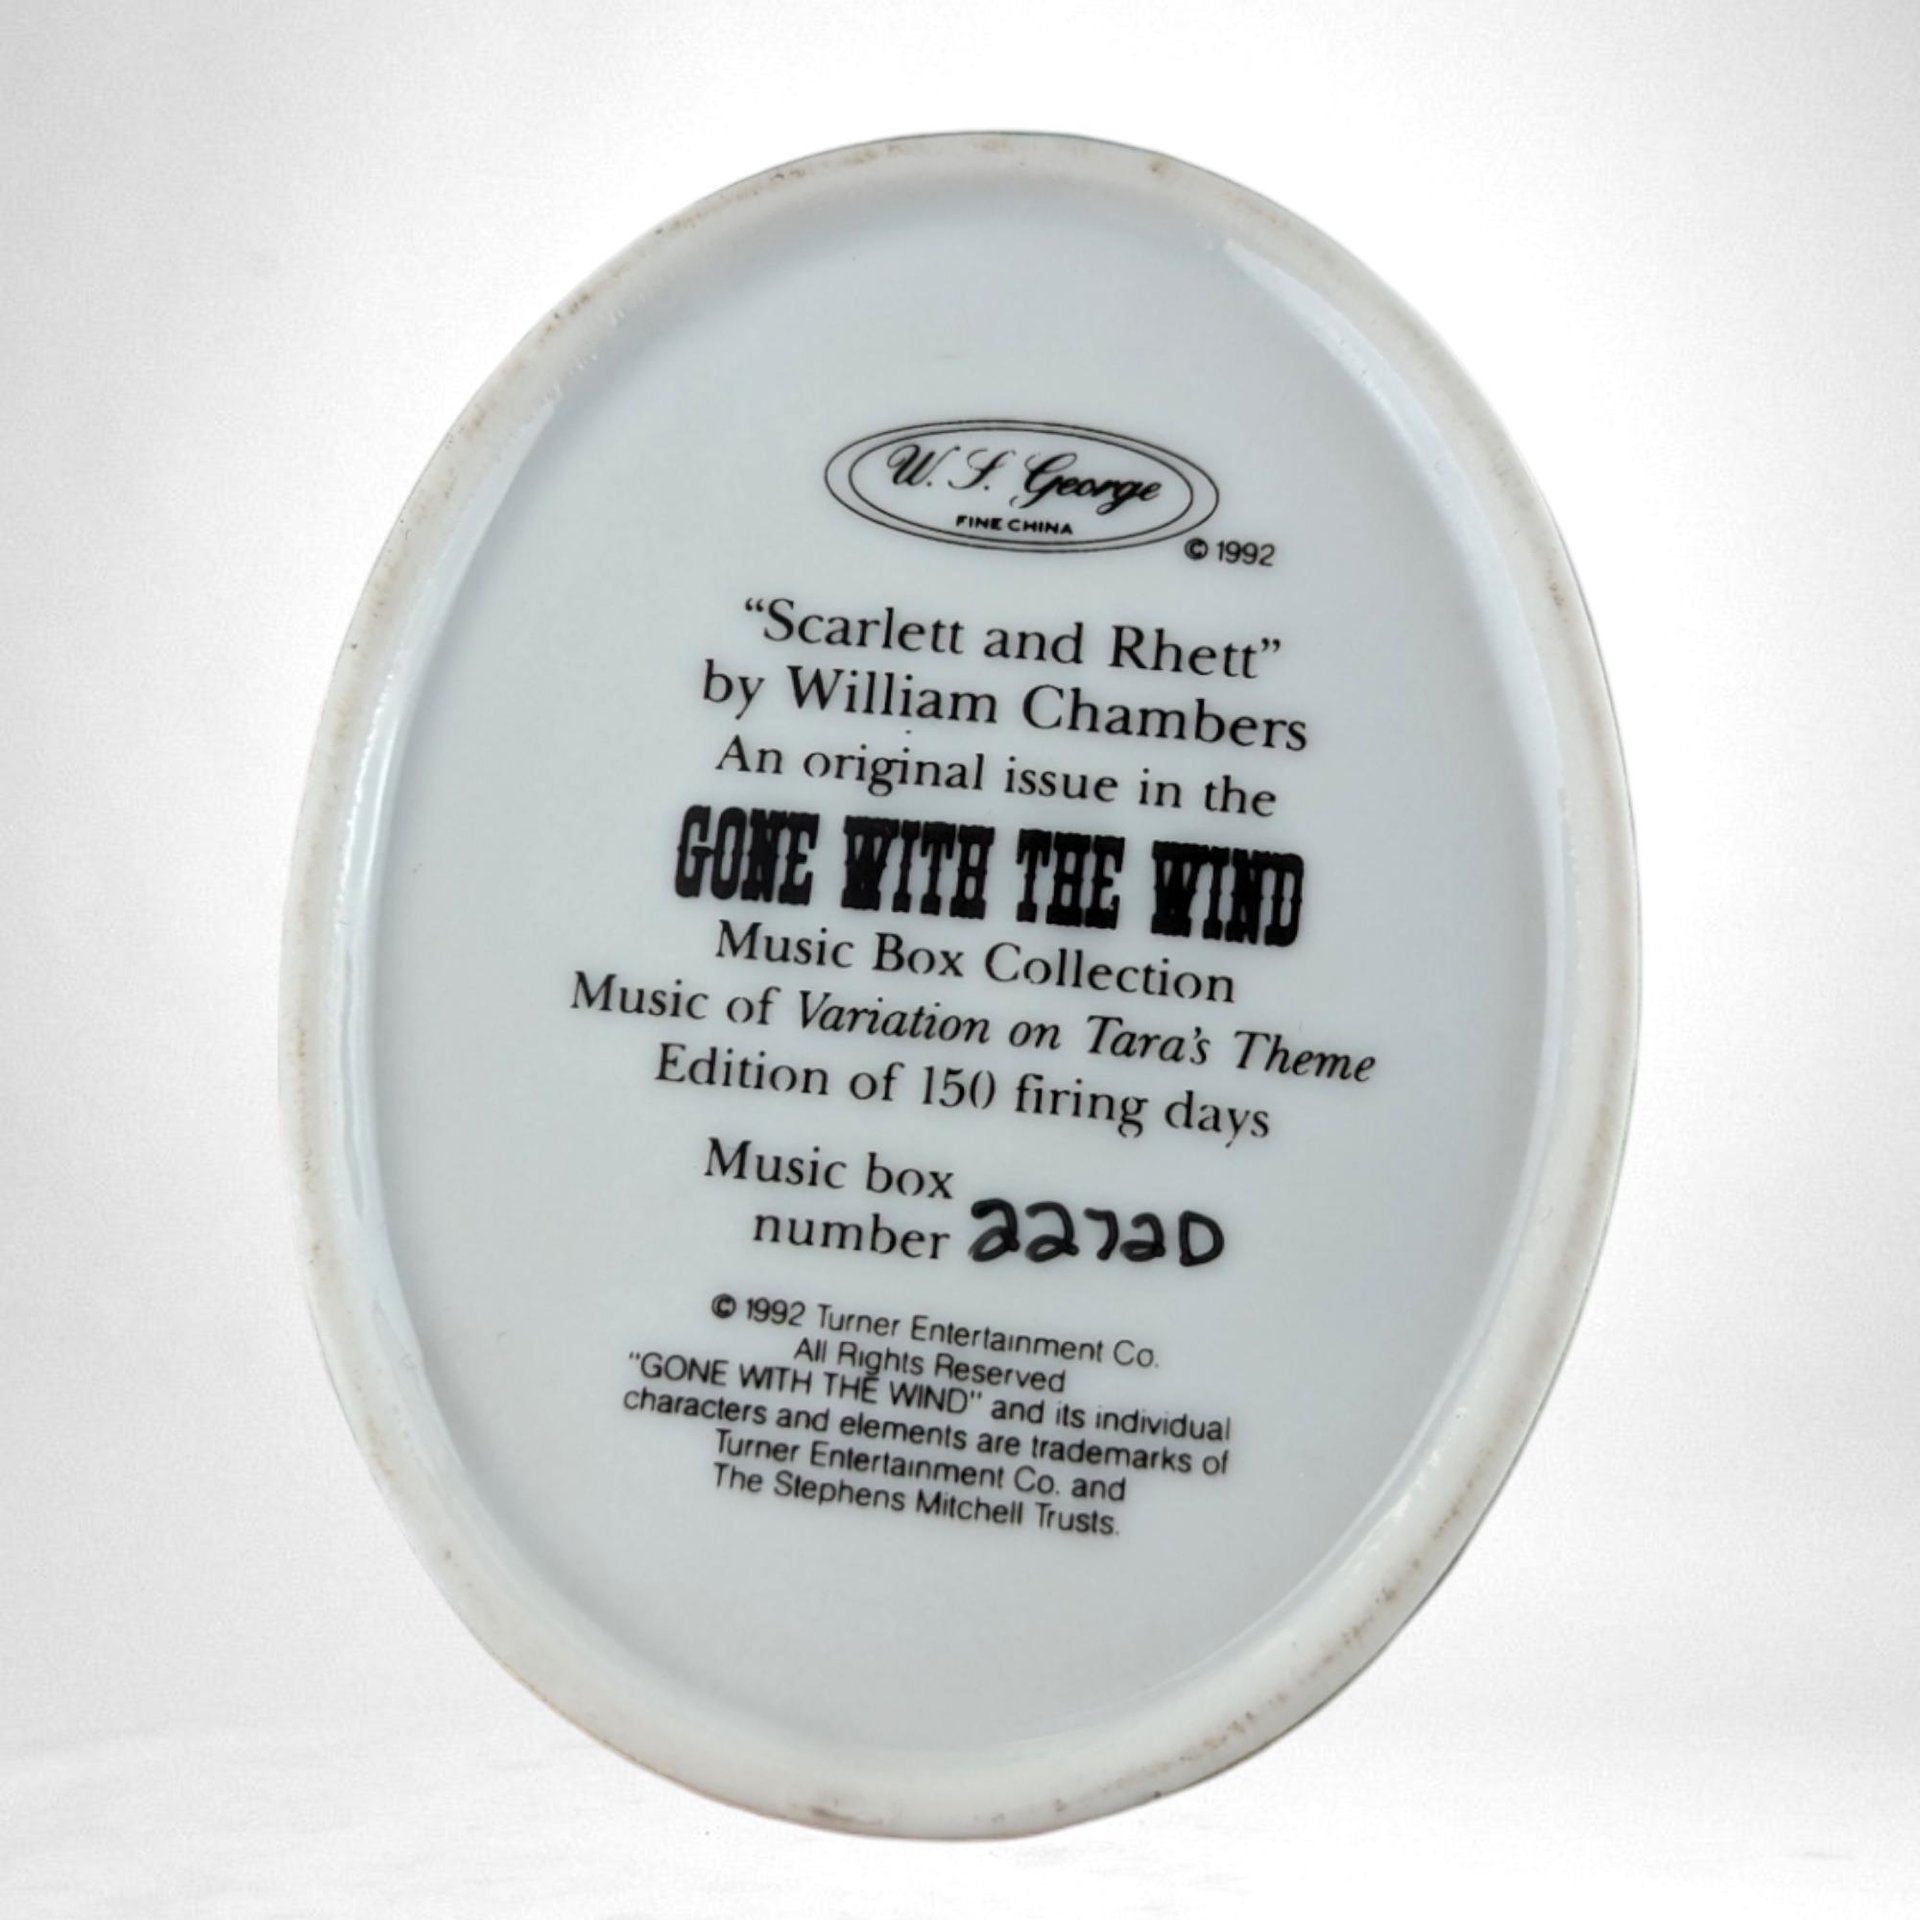 W. S. George
FINE CHINA
© 1992
“Scarlett and Rhett”
by William Chambers
An original issue in the
GONE WITH THE WIND
Music Box Collection
Music of Variation on Tara's Theme
Edition of 150 firing days
Music box
number 2272D
© 1992 Turner Entertainment Co.
All Rights Reserved
"GONE WITH THE WIND" and its individual
characters and elements are trademarks of
Turner Entertainment Co. and
The Stephens Mitchell Trusts.